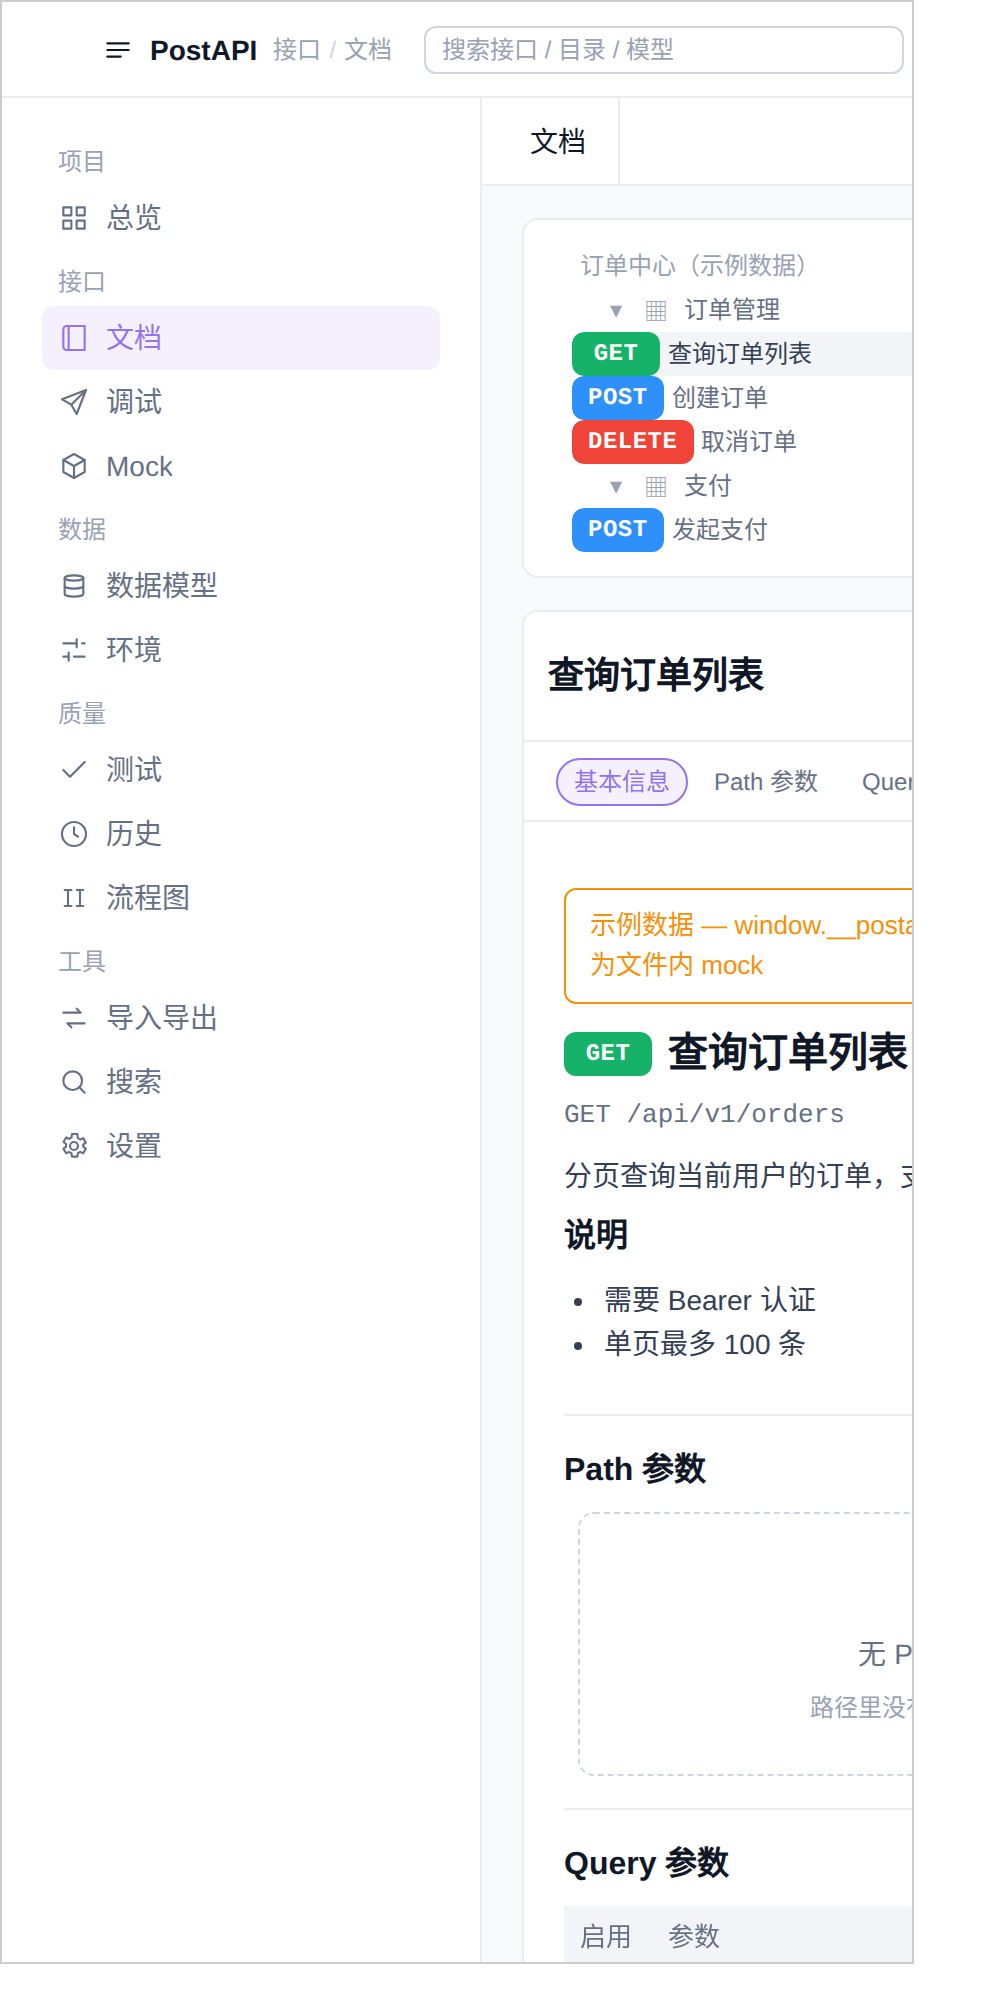 PostAPI 接口 / 文档 搜索接口 / 目录 / 模型
项目
总览
接口
文档
调试
Mock
数据
数据模型
环境
质量
测试
历史
流程图
工具
导入导出
搜索
设置
文档
订单中心（示例数据）
▼ 订单管理
GET 查询订单列表
POST 创建订单
DELETE 取消订单
▼ 支付
POST 发起支付
查询订单列表
基本信息 Path 参数 Quer
示例数据 — window.__posta
为文件内 mock
GET 查询订单列表
GET /api/v1/orders
分页查询当前用户的订单，
说明
• 需要 Bearer 认证
• 单页最多 100 条
Path 参数
无 P
路径里没
Query 参数
启用 参数